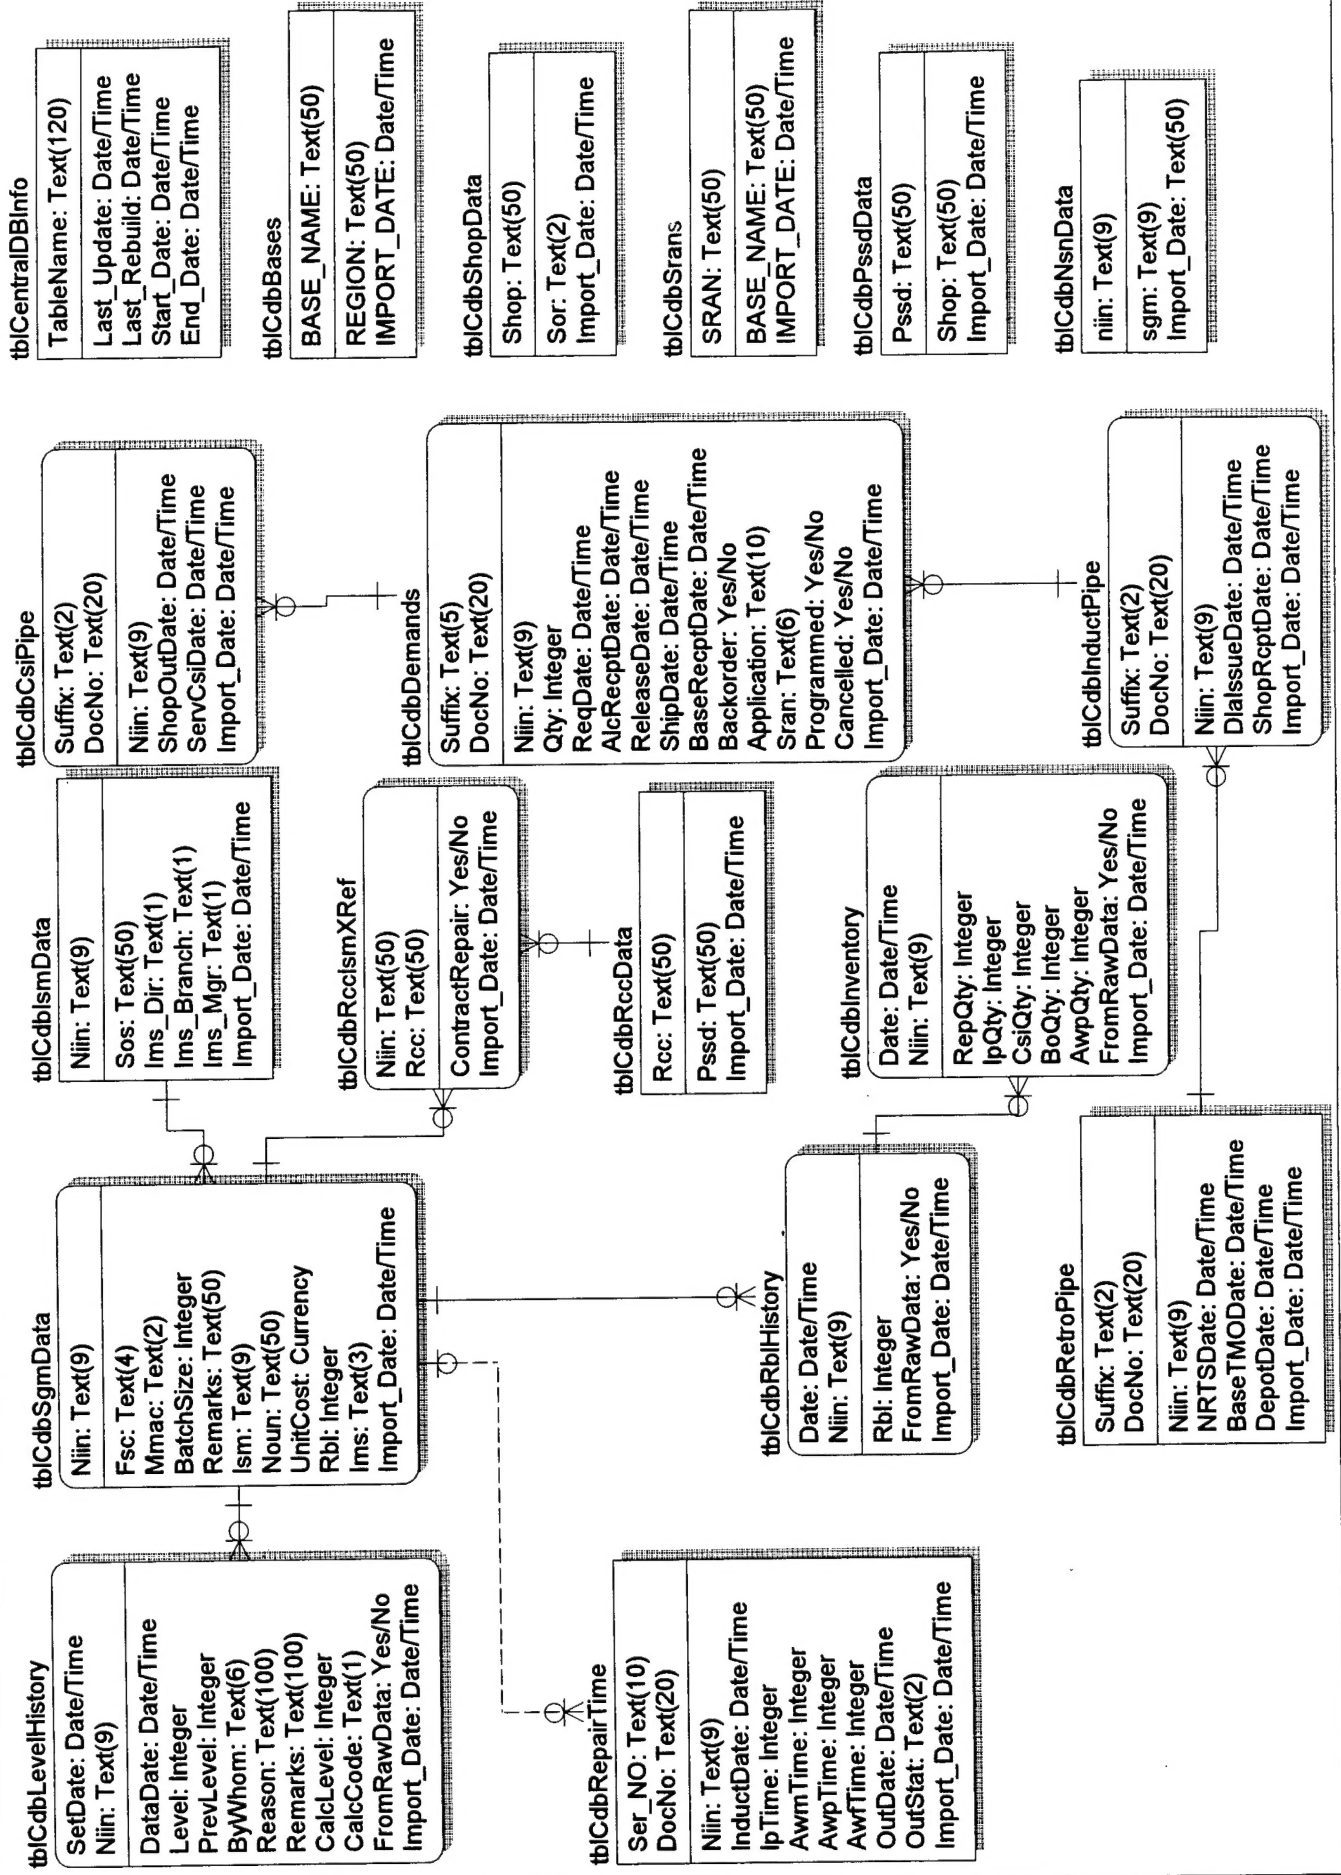 tblCdbLevelHistory
SetDate: Date/Time
Niin: Text(9)
DataDate: Date/Time
Level: Integer
PrevLevel: Integer
ByWhom: Text(6)
Reason: Text(100)
Remarks: Text(100)
CalcLevel: Integer
CalcCode: Text(1)
FromRawData: Yes/No
Import_Date: Date/Time
tblCdbRepairTime
Ser_NO: Text(10)
DocNo: Text(20)
Niin: Text(9)
InductDate: Date/Time
IpTime: Integer
AwmTime: Integer
AwpTime: Integer
AwfTime: Integer
OutDate: Date/Time
OutStat: Text(2)
Import_Date: Date/Time
tblCdbSgmData
Niin: Text(9)
Fsc: Text(4)
Mmac: Text(2)
BatchSize: Integer
Remarks: Text(50)
Ism: Text(9)
Noun: Text(50)
UnitCost: Currency
Rbl: Integer
Ims: Text(3)
Import_Date: Date/Time
tblCdbRblHistory
Date: Date/Time
Niin: Text(9)
Rbl: Integer
FromRawData: Yes/No
Import_Date: Date/Time
tblCdbRetroPipe
Suffix: Text(2)
DocNo: Text(20)
Niin: Text(9)
NRTSDate: Date/Time
BaseTMODate: Date/Time
DepotDate: Date/Time
Import_Date: Date/Time
tblCdbIsmData
Niin: Text(9)
Sos: Text(50)
Ims_Dir: Text(1)
Ims_Branch: Text(1)
Ims_Mgr: Text(1)
Import_Date: Date/Time
tblCdbRccIsmXRef
Niin: Text(50)
Rcc: Text(50)
ContractRepair: Yes/No
Import_Date: Date/Time
tblCdbRccData
Rcc: Text(50)
Pssd: Text(50)
Import_Date: Date/Time
tblCdbInventory
Date: Date/Time
Niin: Text(9)
RepQty: Integer
IpQty: Integer
CsiQty: Integer
BoQty: Integer
AwpQty: Integer
FromRawData: Yes/No
Import_Date: Date/Time
tblCdbCsiPipe
Suffix: Text(2)
DocNo: Text(20)
Niin: Text(9)
ShopOutDate: Date/Time
ServCsiDate: Date/Time
Import_Date: Date/Time
tblCdbDemands
Suffix: Text(5)
DocNo: Text(20)
Niin: Text(9)
Qty: Integer
ReqDate: Date/Time
AlcRecptDate: Date/Time
ReleaseDate: Date/Time
ShipDate: Date/Time
BaseRecptDate: Date/Time
Backorder: Yes/No
Application: Text(10)
Sran: Text(6)
Programmed: Yes/No
Cancelled: Yes/No
Import_Date: Date/Time
tblCdbInductPipe
Suffix: Text(2)
DocNo: Text(20)
Niin: Text(9)
DlaIssueDate: Date/Time
ShopRcptDate: Date/Time
Import_Date: Date/Time
tblCentralDBInfo
TableName: Text(120)
Last_Update: Date/Time
Last_Rebuild: Date/Time
Start_Date: Date/Time
End_Date: Date/Time
tblCdbBases
BASE_NAME: Text(50)
REGION: Text(50)
IMPORT_DATE: Date/Time
tblCdbShopData
Shop: Text(50)
Sor: Text(2)
Import_Date: Date/Time
tblCdbSrans
SRAN: Text(50)
BASE_NAME: Text(50)
IMPORT_DATE: Date/Time
tblCdbPssdData
Pssd: Text(50)
Shop: Text(50)
Import_Date: Date/Time
tblCdbNsnData
niin: Text(9)
sgm: Text(9)
Import_Date: Text(50)